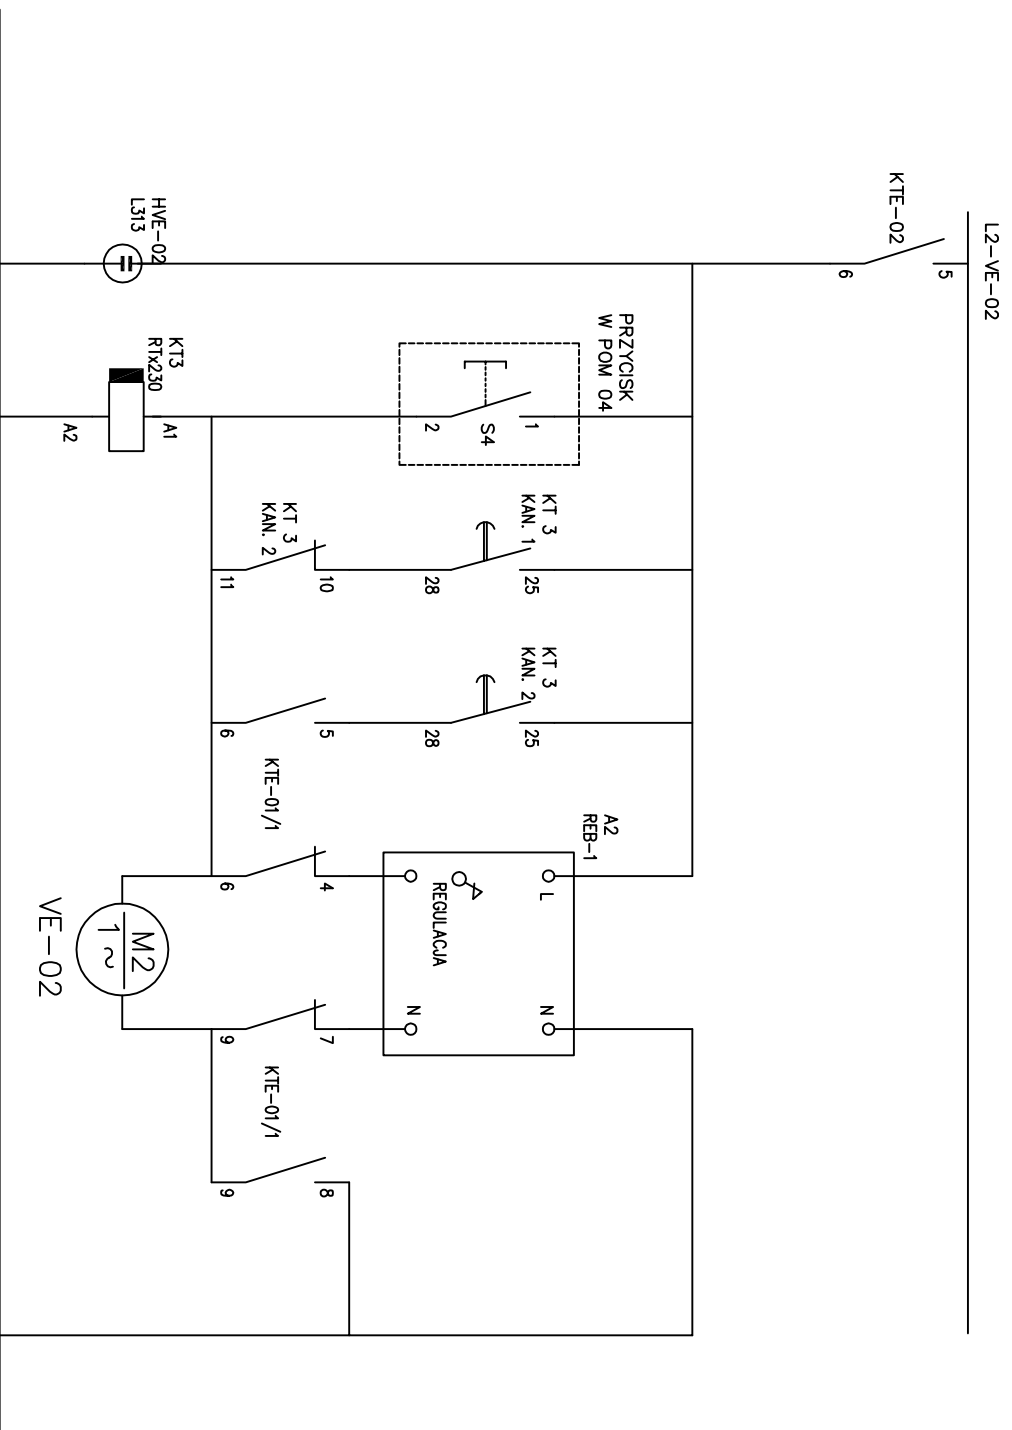 L2-VE-02
KTE-02
5
6
HVE-02
L313
PRZYCISK
W POM 04
1
S4
2
KT3
RTx230
A1
A2
KT 3
KAN. 1
25
28
KT 3
KAN. 2
10
11
KT 3
KAN. 2
25
28
5
6
KTE-01/1
A2
REB-1
L
N
REGULACJA
N
4
6
7
9
KTE-01/1
8
9
M2
1~
VE-02